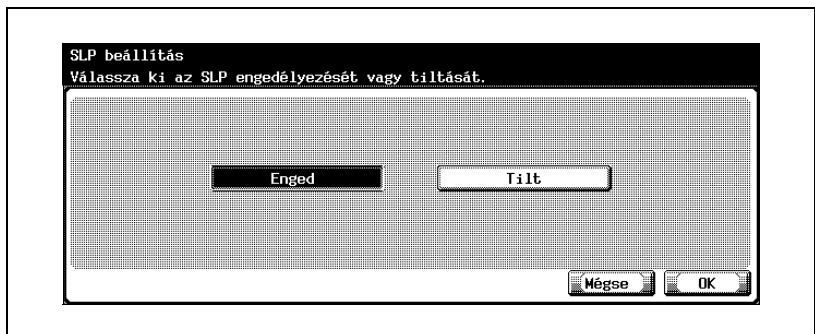 SLP beállítás
Válassza ki az SLP engedélyezését vagy tiltását.
Enged Tilt
Mégse OK